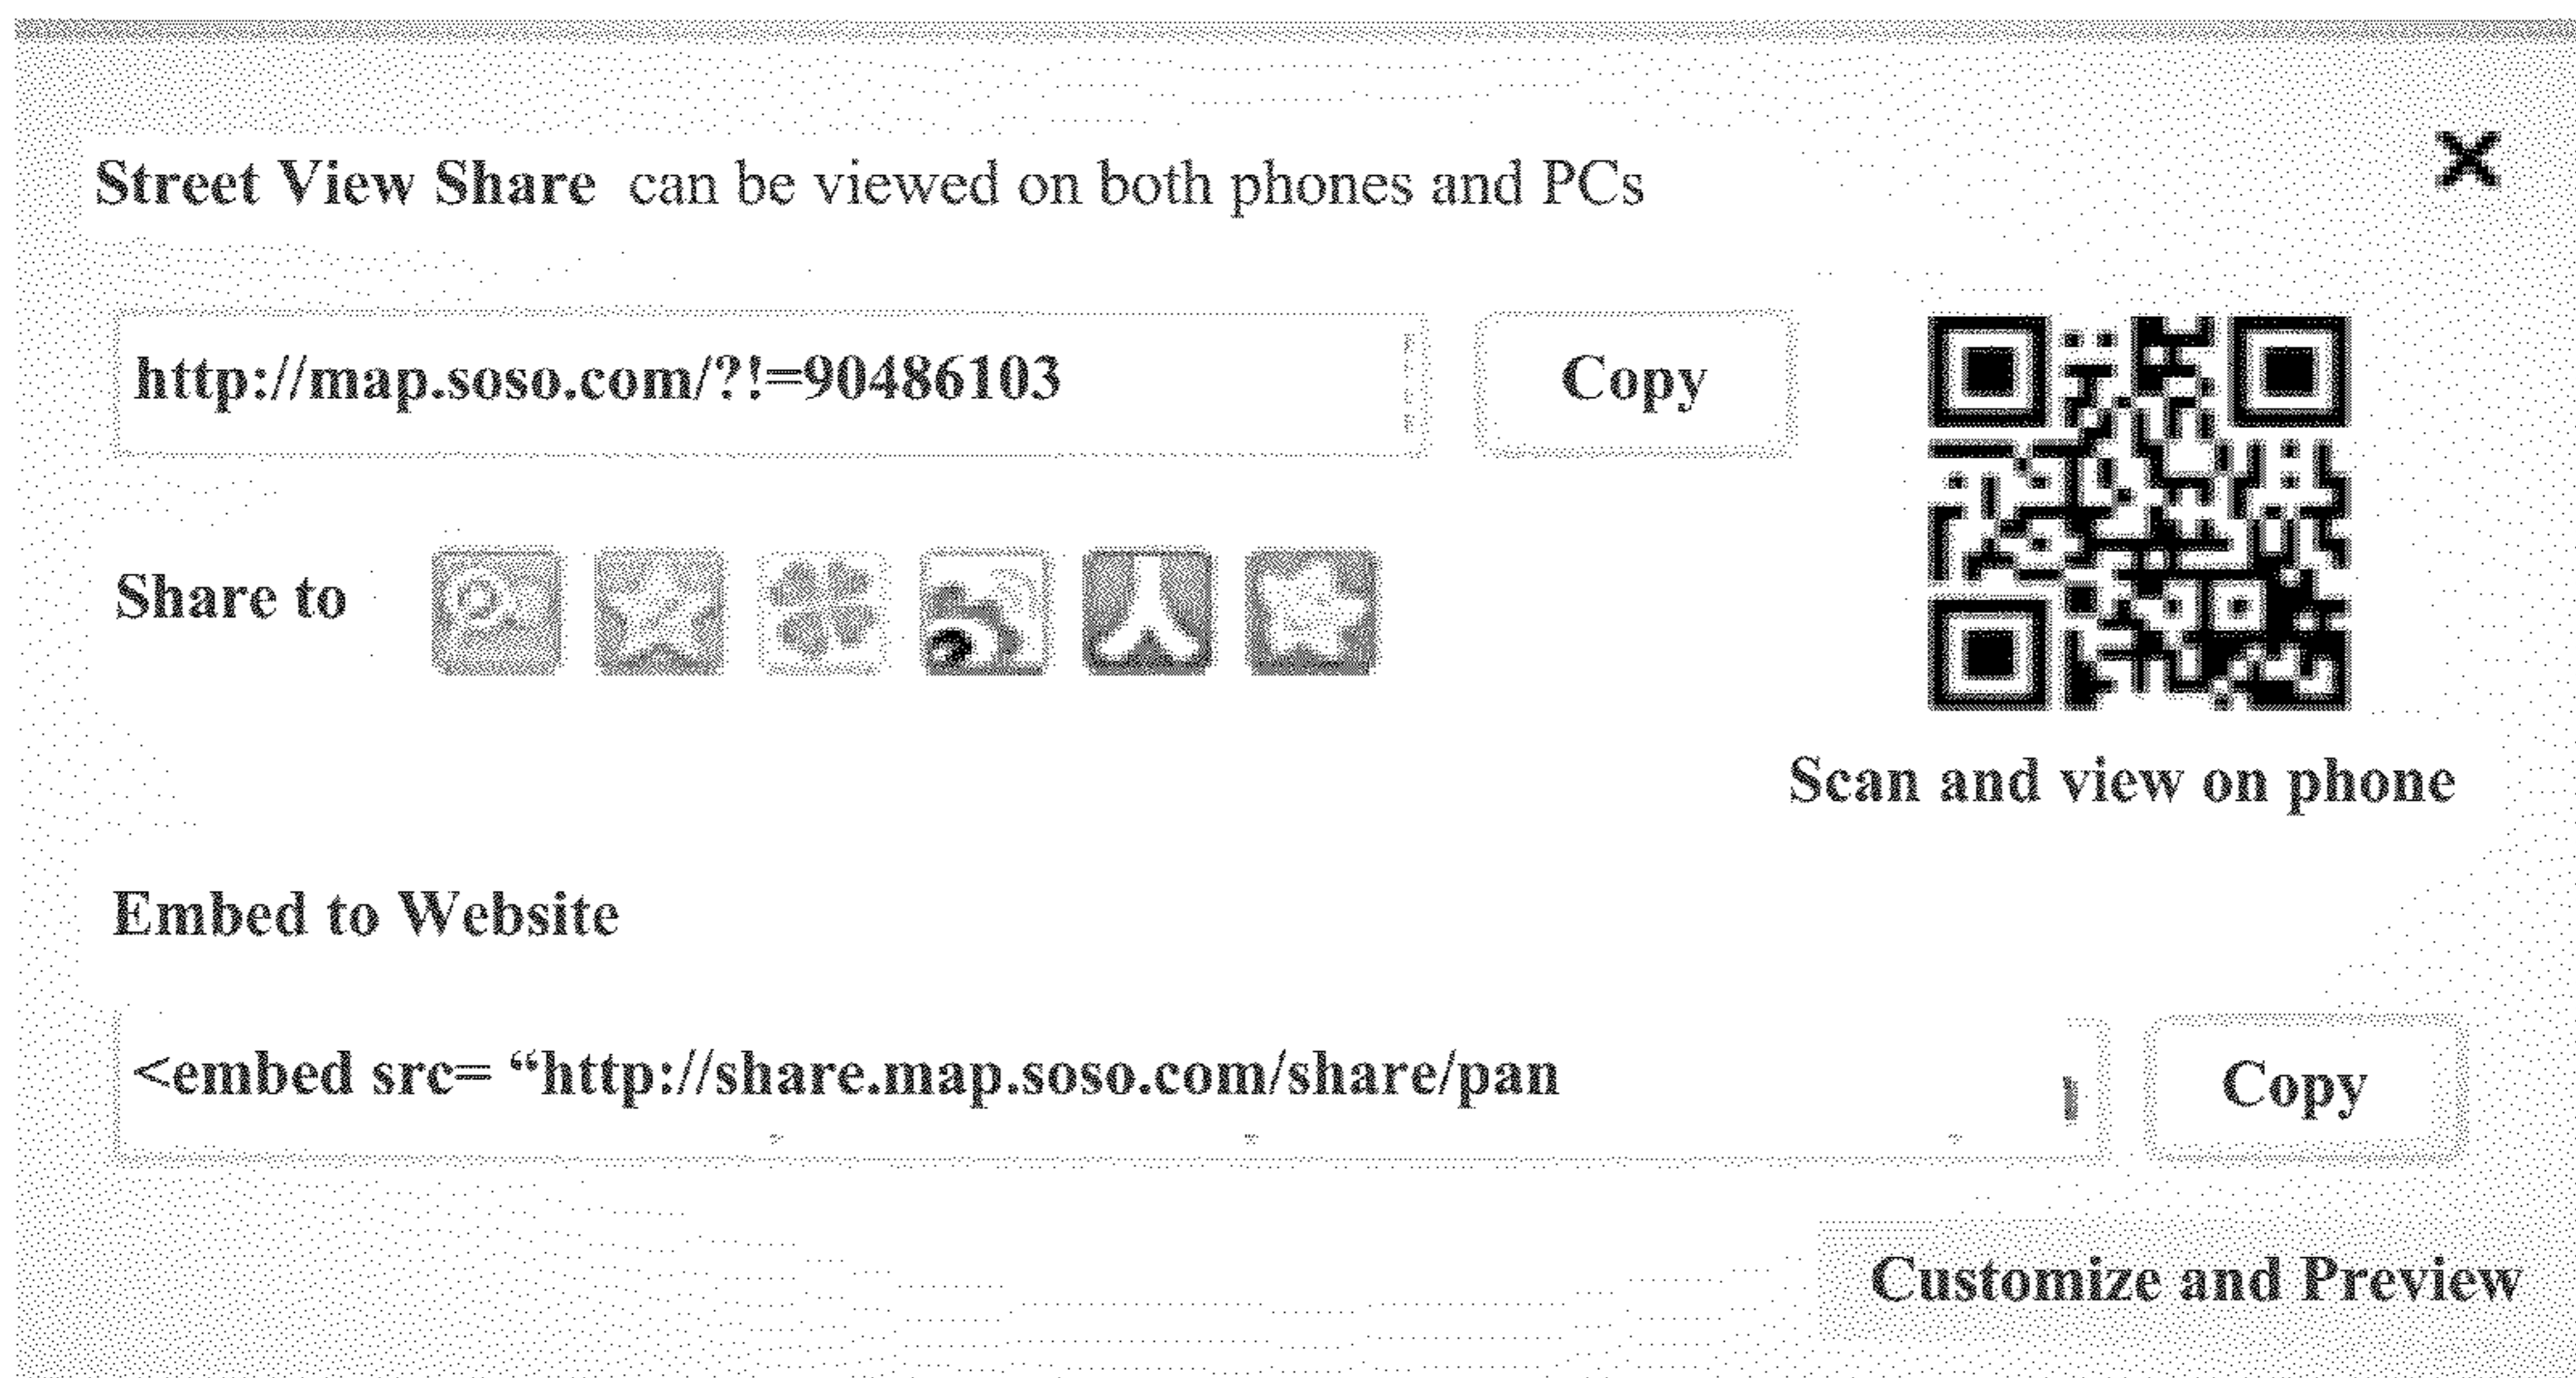 Street View Share can be viewed on both phones and PCs
http://map.soso.com/?!=90486103
Copy
Share to
Scan and view on phone
Embed to Website
<embed src= “http://share.map.soso.com/share/pan
Copy
Customize and Preview